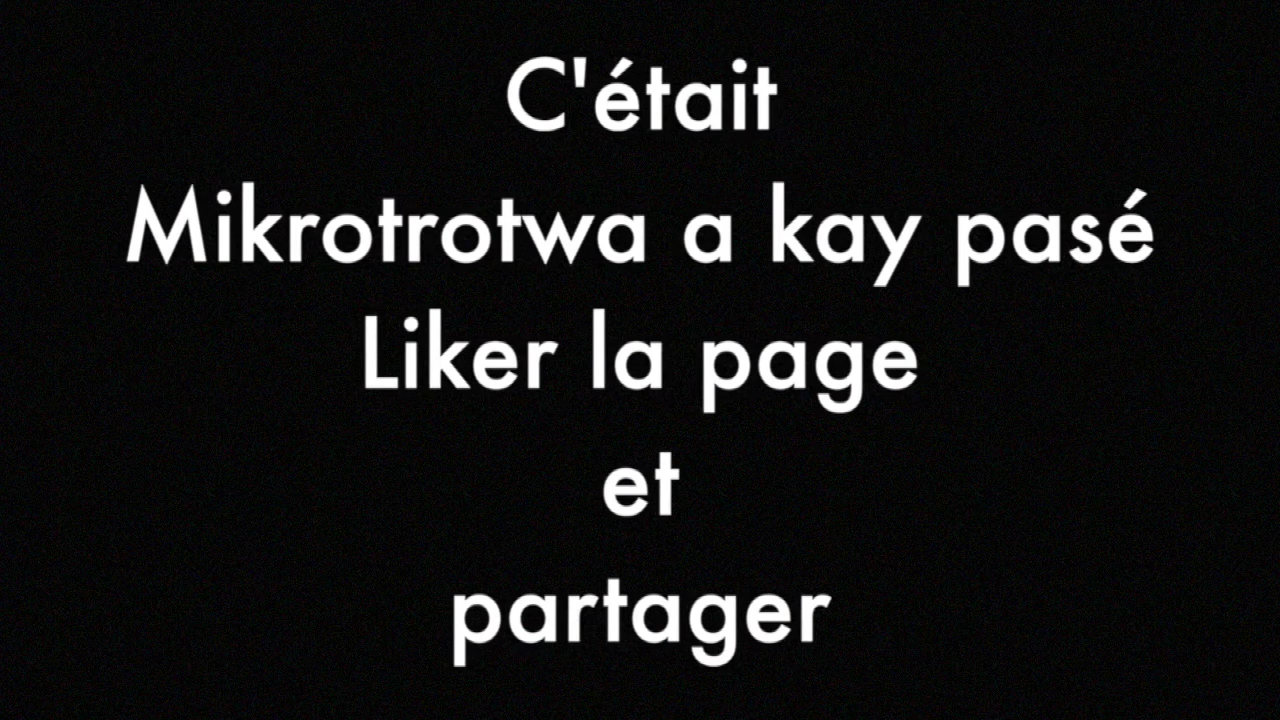 C'était
Mikrotrotwa a kay pasé
Liker la page
et
partager